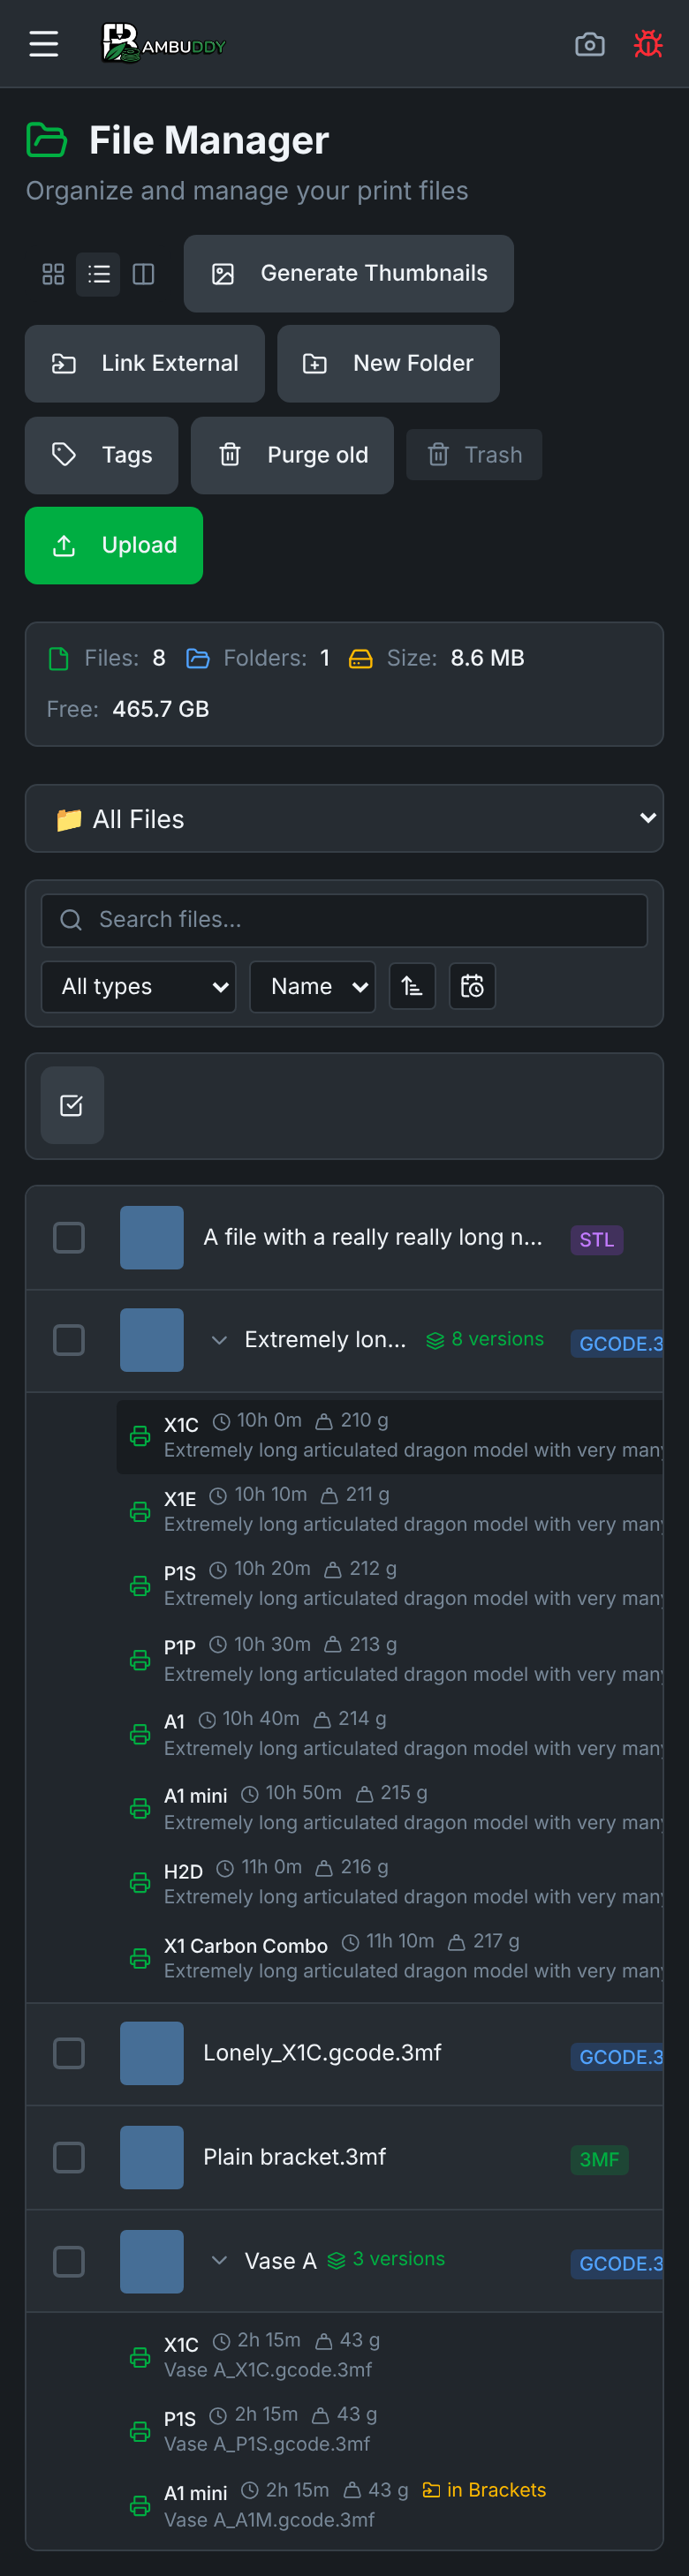 BAMBUDDY
File Manager
Organize and manage your print files
Generate Thumbnails
Link External
New Folder
Tags
Purge old
Trash
Upload
Files: 8 Folders: 1 Size: 8.6 MB
Free: 465.7 GB
All Files
Search files...
All types
Name
A file with a really really long n... STL
Extremely lon... 8 versions GCODE.3
X1C 10h 0m 210 g
Extremely long articulated dragon model with very many
X1E 10h 10m 211 g
Extremely long articulated dragon model with very many
P1S 10h 20m 212 g
Extremely long articulated dragon model with very many
P1P 10h 30m 213 g
Extremely long articulated dragon model with very many
A1 10h 40m 214 g
Extremely long articulated dragon model with very many
A1 mini 10h 50m 215 g
Extremely long articulated dragon model with very many
H2D 11h 0m 216 g
Extremely long articulated dragon model with very many
X1 Carbon Combo 11h 10m 217 g
Extremely long articulated dragon model with very many
Lonely_X1C.gcode.3mf GCODE.3
Plain bracket.3mf 3MF
Vase A 3 versions GCODE.3
X1C 2h 15m 43 g
Vase A_X1C.gcode.3mf
P1S 2h 15m 43 g
Vase A_P1S.gcode.3mf
A1 mini 2h 15m 43 g in Brackets
Vase A_A1M.gcode.3mf